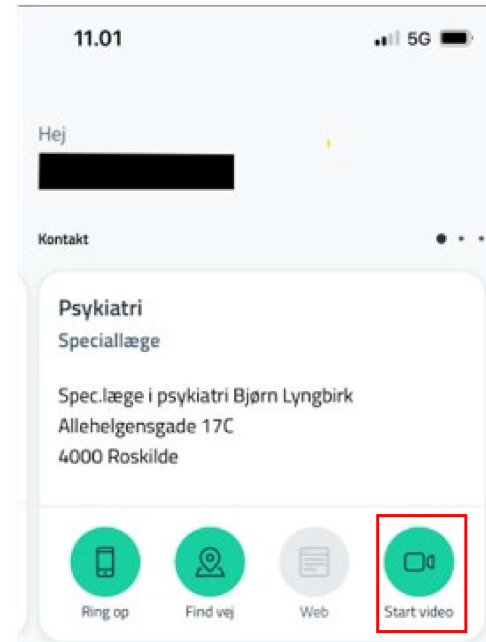 11.01
5G
Hej
Kontakt
Psykiatri
Speciallæge
Spec.læge i psykiatri Bjørn Lyngbirk
Allehelgensgade 17C
4000 Roskilde
Ring op
Find vej
Web
Start video